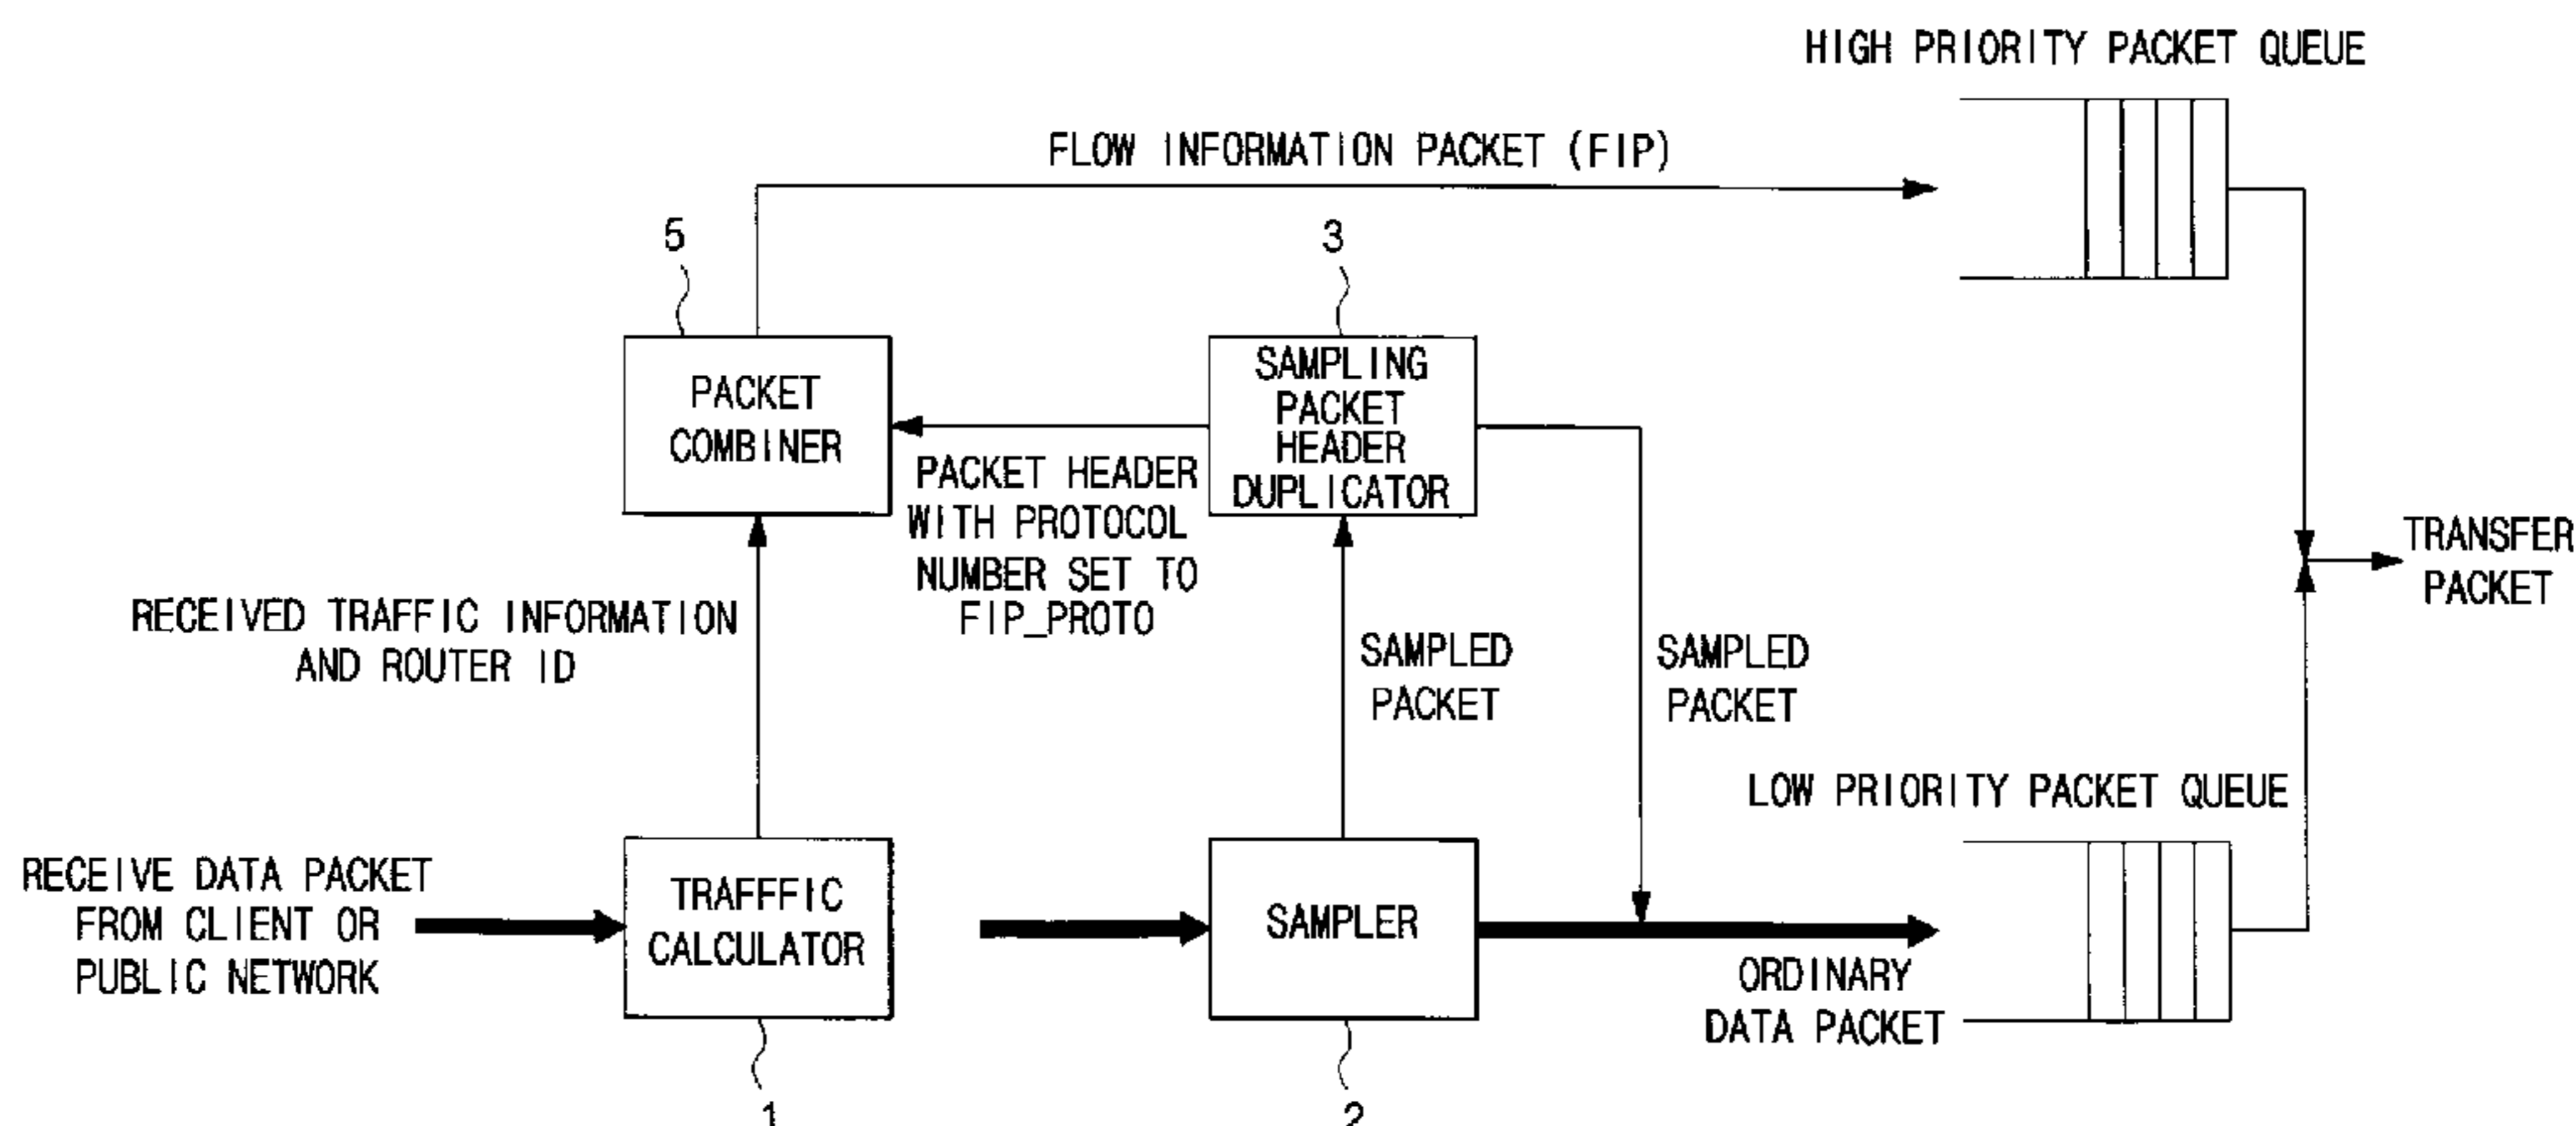 HIGH PRIORITY PACKET QUEUE
FLOW INFORMATION PACKET (FIP)
5
3
PACKET
COMBINER
SAMPLING
PACKET
HEADER
DUPLICATOR
PACKET HEADER
WITH PROTOCOL
NUMBER SET TO
FIP_PROTO
TRANSFER
PACKET
RECEIVED TRAFFIC INFORMATION
AND ROUTER ID
SAMPLED
PACKET
SAMPLED
PACKET
LOW PRIORITY PACKET QUEUE
RECEIVE DATA PACKET
FROM CLIENT OR
PUBLIC NETWORK
TRAFFFIC
CALCULATOR
SAMPLER
ORDINARY
DATA PACKET
1
2